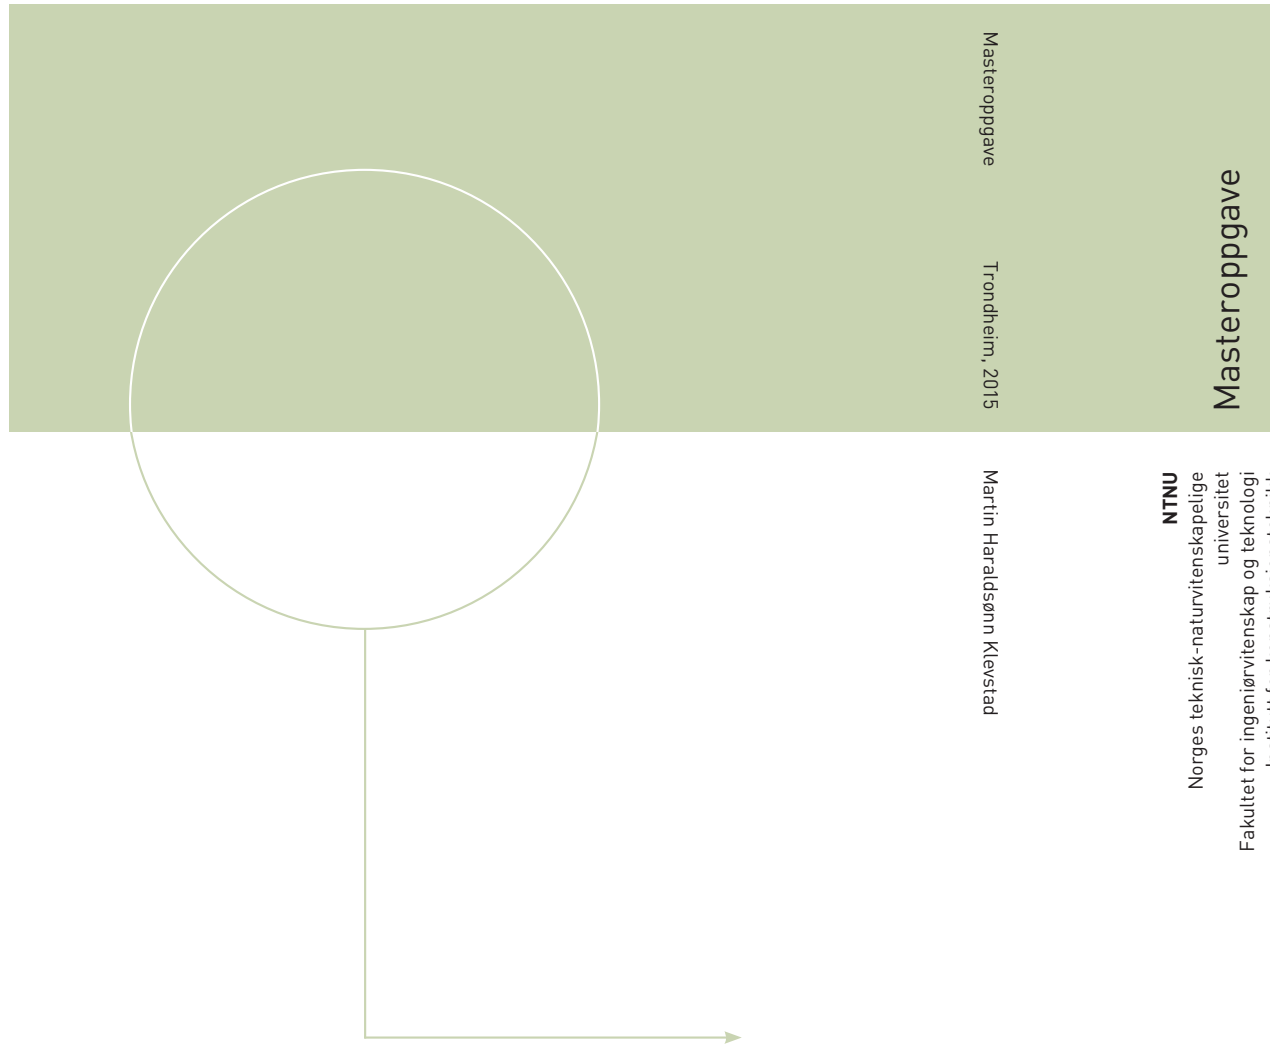 Masteroppgave
Trondheim, 2015
Martin Haraldsønn Klevstad
Masteroppgave
NTNU
Norges teknisk-naturvitenskapelige
universitet
Fakultet for ingeniørvitenskap og teknologi